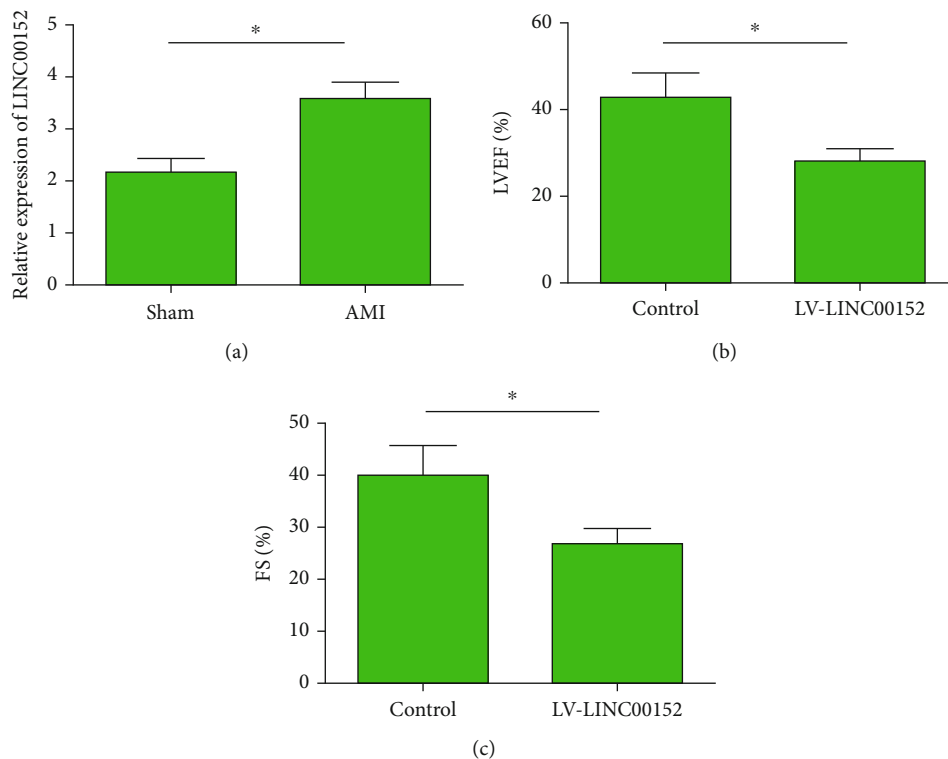 Relative expression of LINC00152
5
4
3
2
1
0
*
Sham
AMI
(a)
LVEF (%)
60
40
20
0
*
Control
LV-LINC00152
(b)
FS (%)
50
40
30
20
10
0
*
Control
LV-LINC00152
(c)